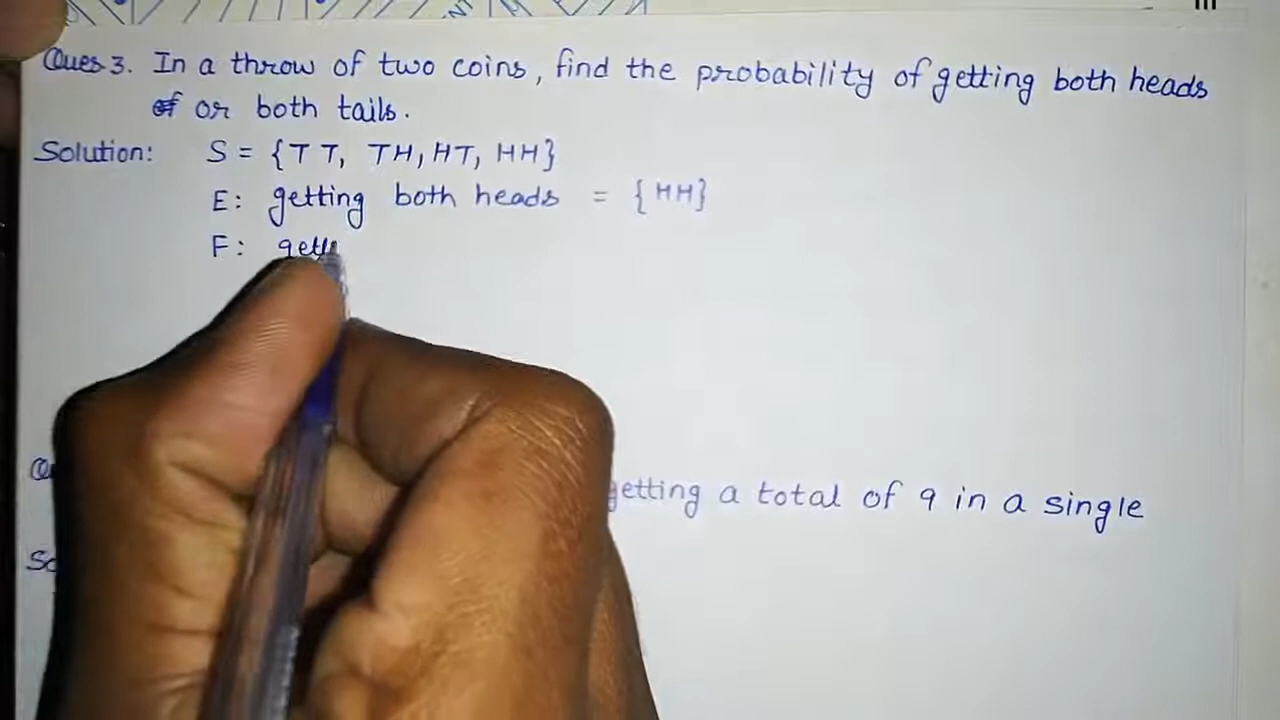 Ques 3. In a throw of two coins, find the probability of getting both heads
or both tails.
Solution: S = {TT, TH, HT, HH}
E: getting both heads = {HH}
F: gett
getting a total of 9 in a single